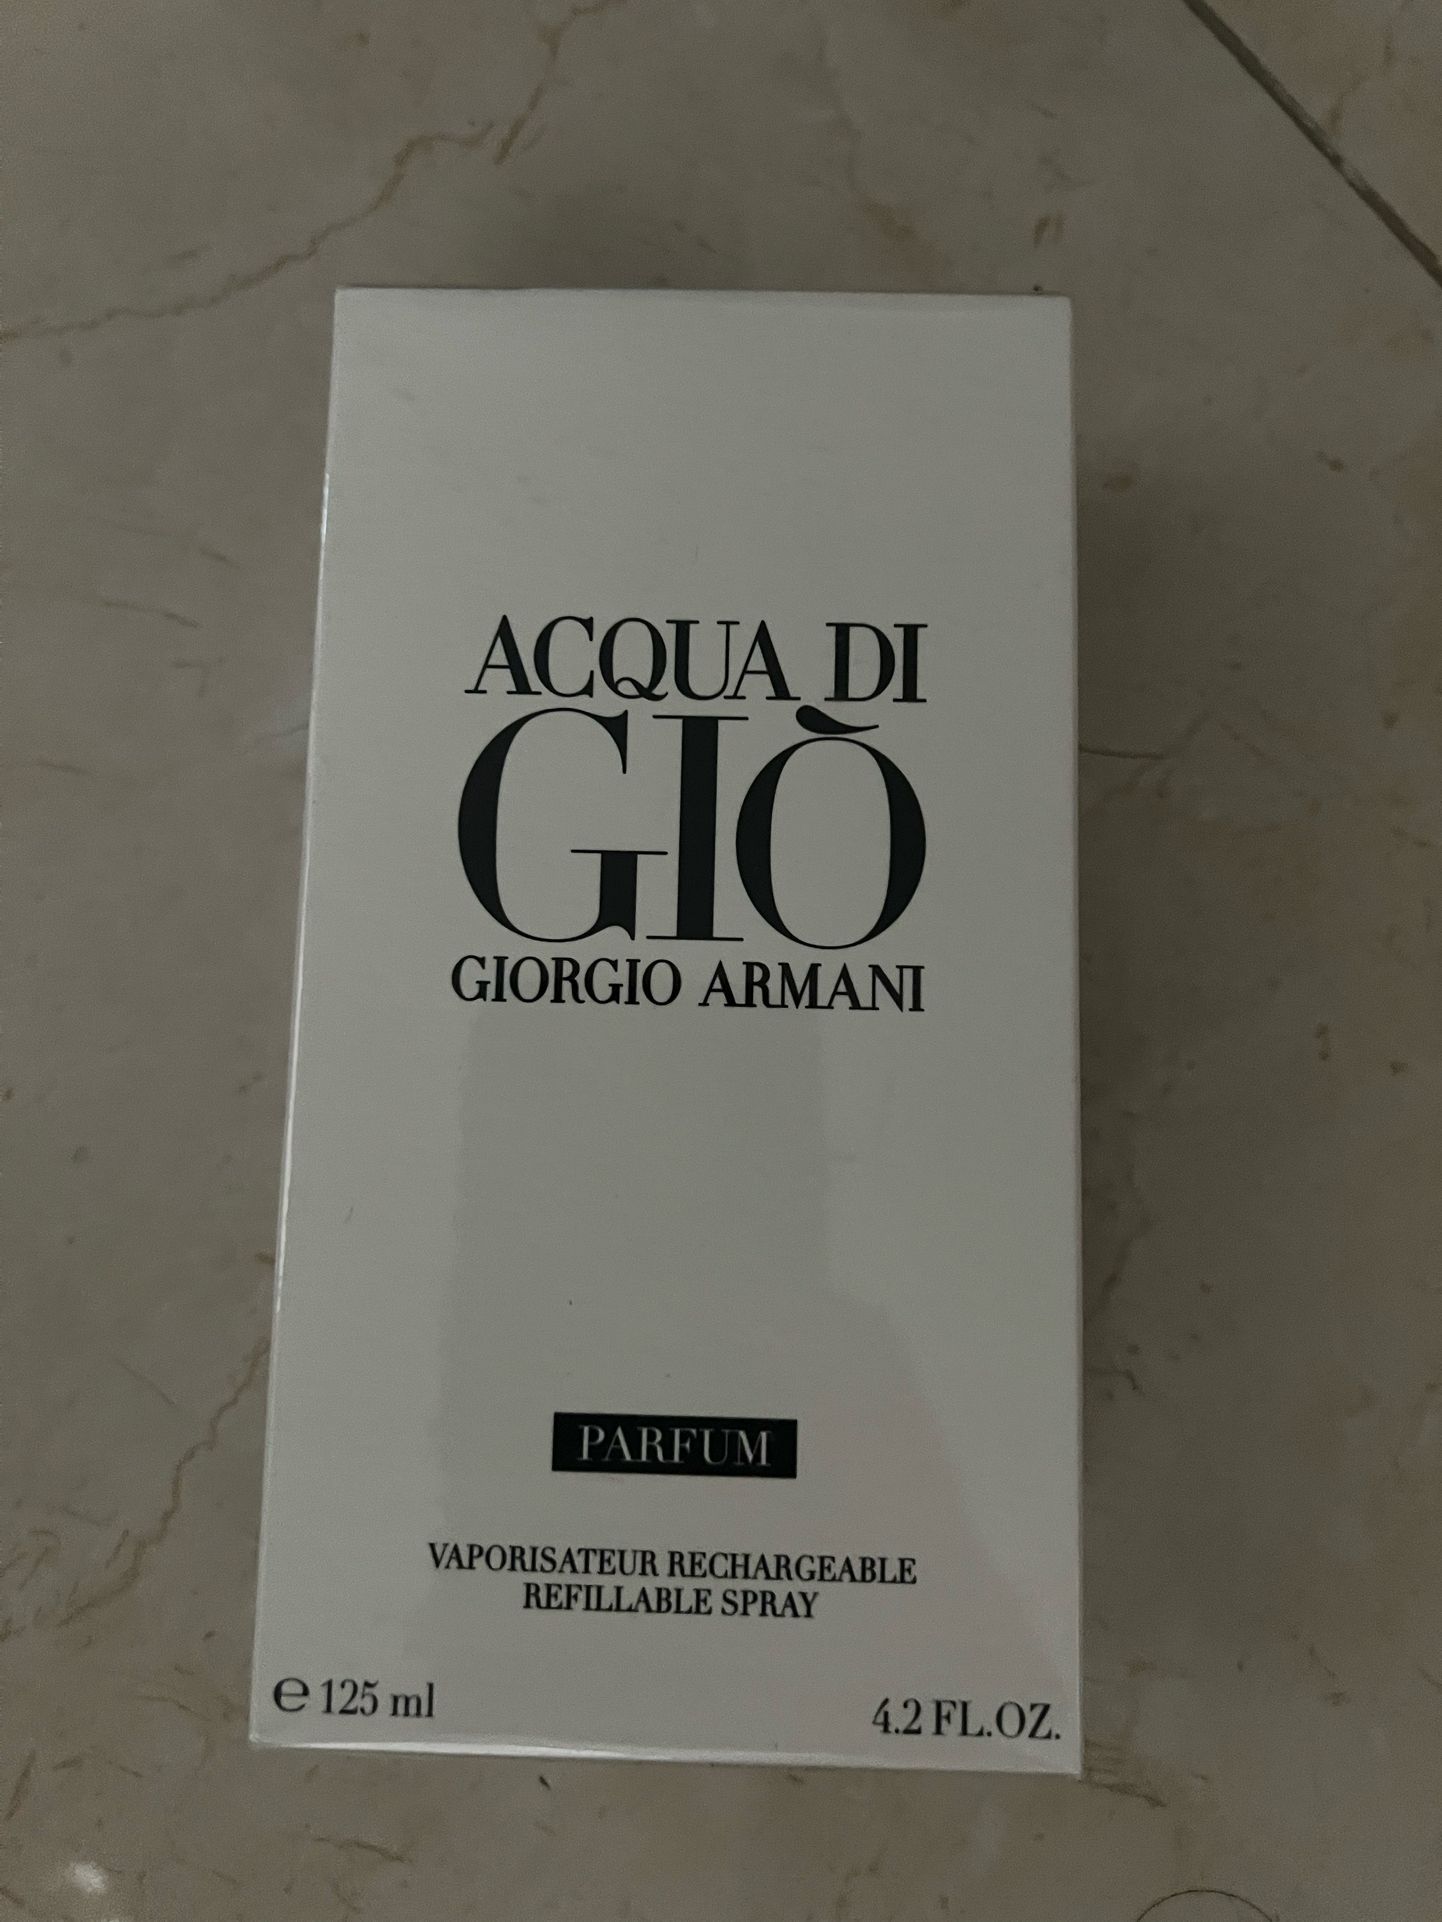 ACQUA DI
GIÒ
GIORGIO ARMANI
PARFUM
VAPORISATEUR RECHARGEABLE
REFILLABLE SPRAY
℮ 125 ml
4.2 FL.OZ.